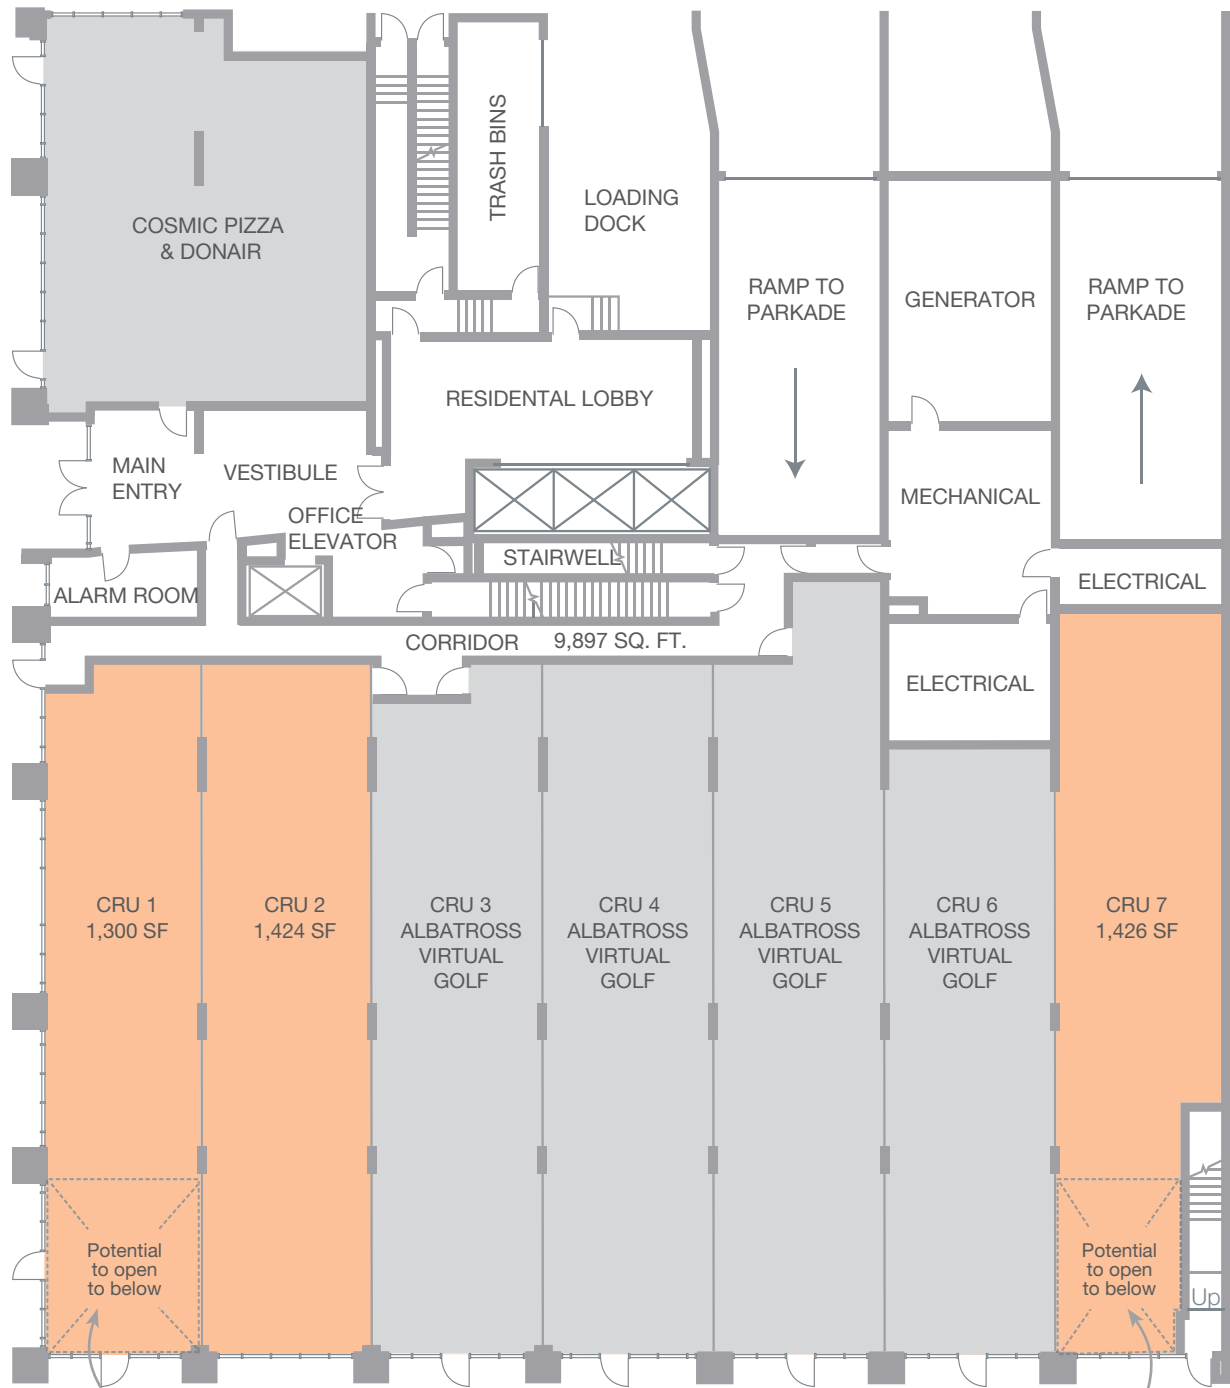 TRASH BINS
LOADING
DOCK
COSMIC PIZZA
& DONAIR
RAMP TO
PARKADE
GENERATOR
RAMP TO
PARKADE
RESIDENTAL LOBBY
MAIN
ENTRY
VESTIBULE
OFFICE
ELEVATOR
MECHANICAL
STAIRWELL
ALARM ROOM
ELECTRICAL
CORRIDOR
9,897 SQ. FT.
ELECTRICAL
CRU 1
1,300 SF
CRU 2
1,424 SF
CRU 3
ALBATROSS
VIRTUAL
GOLF
CRU 4
ALBATROSS
VIRTUAL
GOLF
CRU 5
ALBATROSS
VIRTUAL
GOLF
CRU 6
ALBATROSS
VIRTUAL
GOLF
CRU 7
1,426 SF
Potential
to open
to below
Potential
to open
to below
Up